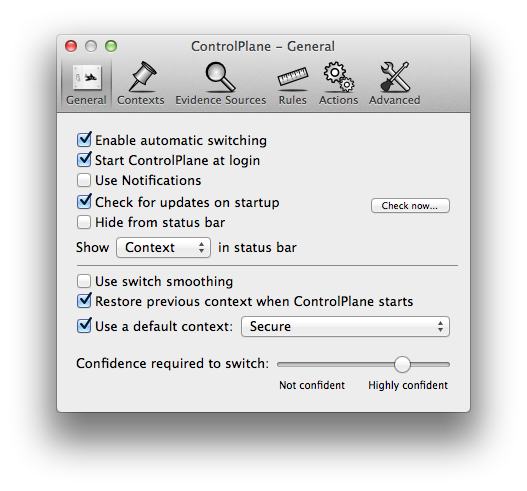 ControlPlane – General
General Contexts Evidence Sources Rules Actions Advanced
Enable automatic switching
Start ControlPlane at login
Use Notifications
Check for updates on startup Check now...
Hide from status bar
Show Context in status bar
Use switch smoothing
Restore previous context when ControlPlane starts
Use a default context: Secure
Confidence required to switch:
Not confident Highly confident